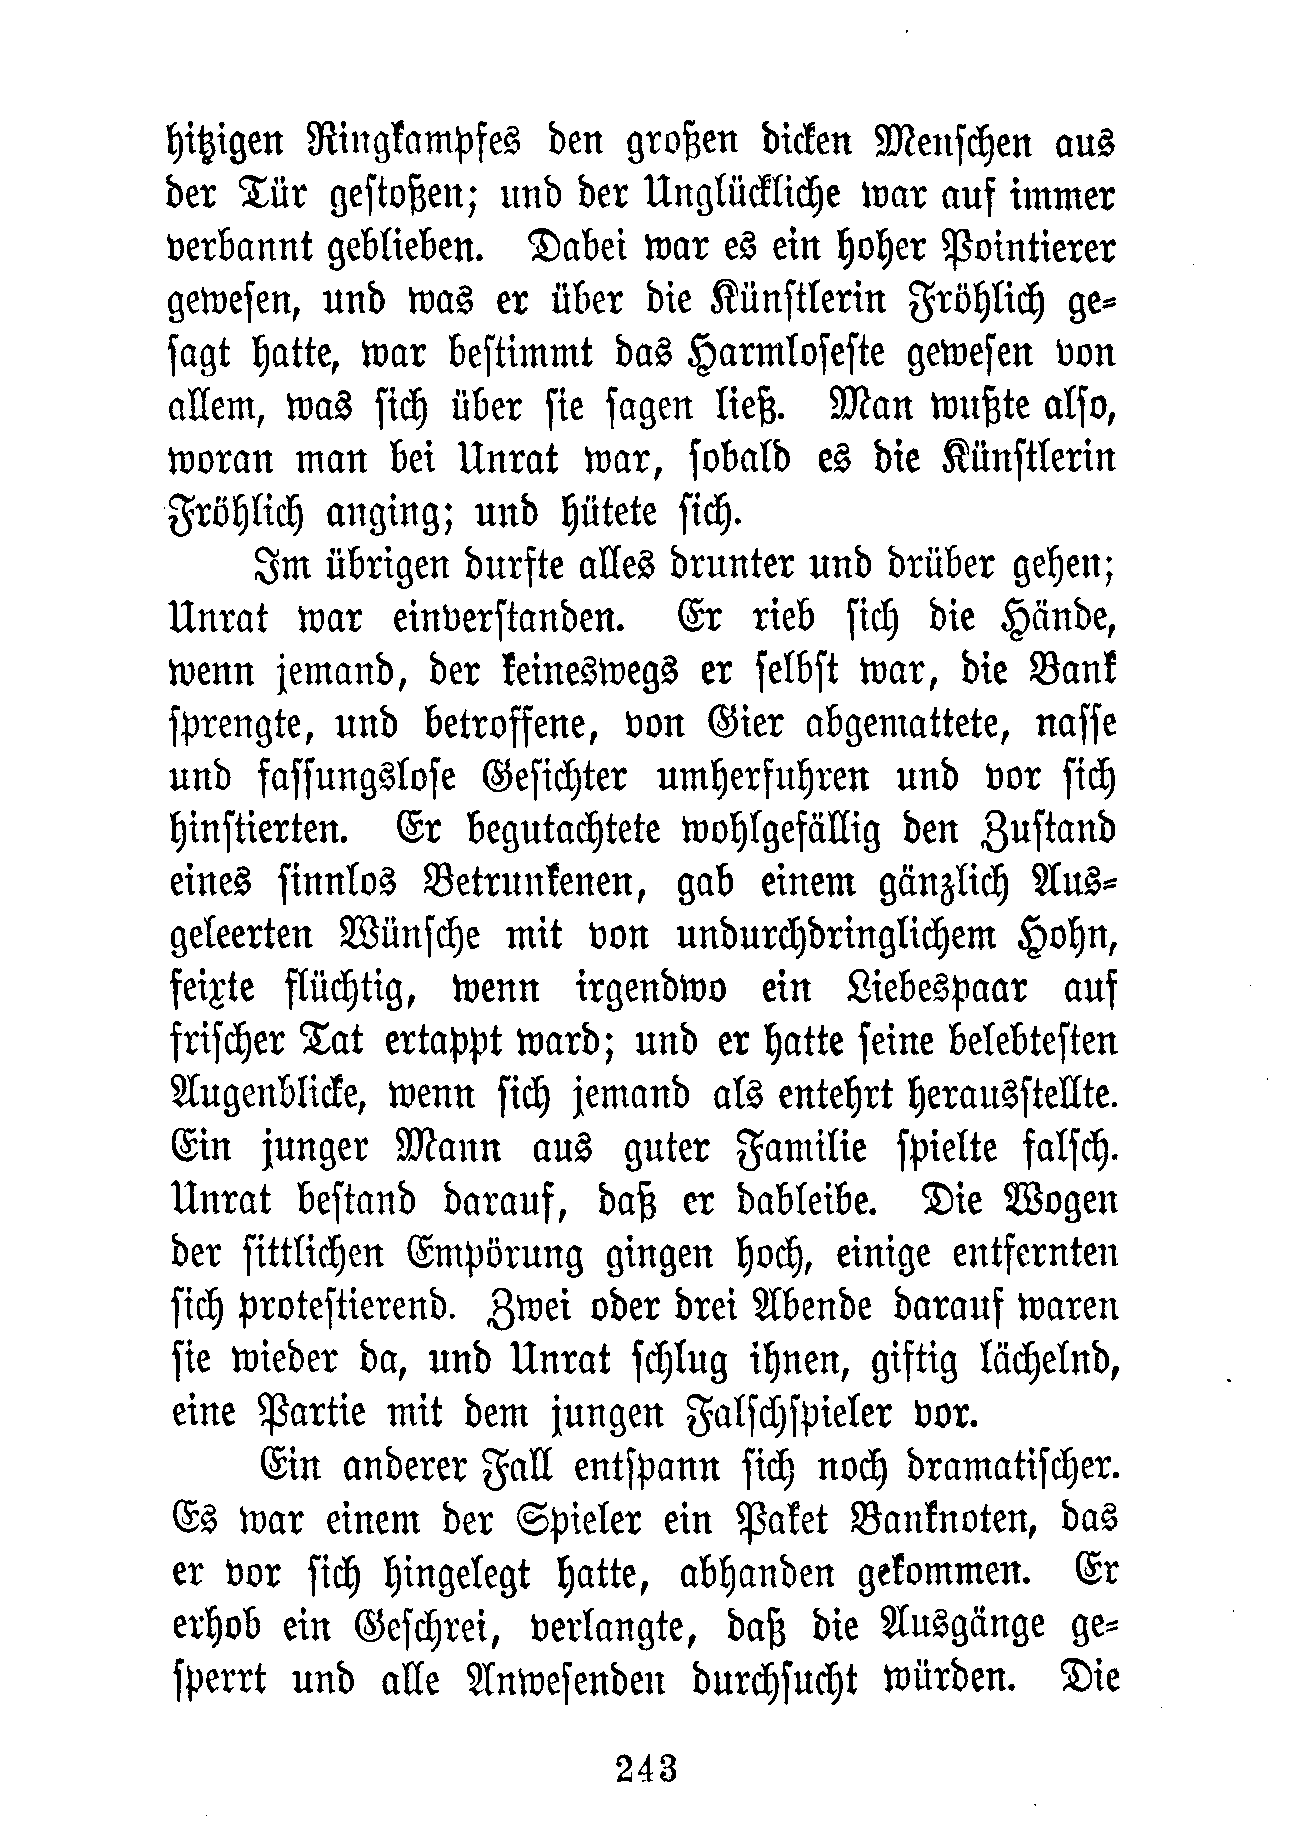 hitzigen Ringkampfes den großen dicken Menschen aus
der Tür gestoßen; und der Unglückliche war auf immer
verbannt geblieben. Dabei war es ein hoher Pointierer
gewesen, und was er über die Künstlerin Fröhlich ge=
sagt hatte, war bestimmt das Harmloseste gewesen von
allem, was sich über sie sagen ließ. Man wußte also,
woran man bei Unrat war, sobald es die Künstlerin
Fröhlich anging; und hütete sich.
Im übrigen durfte alles drunter und drüber gehen;
Unrat war einverstanden. Er rieb sich die Hände,
wenn jemand, der keineswegs er selbst war, die Bank
sprengte, und betroffene, von Gier abgemattete, nasse
und fassungslose Gesichter umherfuhren und vor sich
hinstierten. Er begutachtete wohlgefällig den Zustand
eines sinnlos Betrunkenen, gab einem gänzlich Aus=
geleerten Wünsche mit von undurchdringlichem Hohn,
feixte flüchtig, wenn irgendwo ein Liebespaar auf
frischer Tat ertappt ward; und er hatte seine belebtesten
Augenblicke, wenn sich jemand als entehrt herausstellte.
Ein junger Mann aus guter Familie spielte falsch.
Unrat bestand darauf, daß er dableibe. Die Wogen
der sittlichen Empörung gingen hoch, einige entfernten
sich protestierend. Zwei oder drei Abende darauf waren
sie wieder da, und Unrat schlug ihnen, giftig lächelnd,
eine Partie mit dem jungen Falschspieler vor.
Ein anderer Fall entspann sich noch dramatischer.
Es war einem der Spieler ein Paket Banknoten, das
er vor sich hingelegt hatte, abhanden gekommen. Er
erhob ein Geschrei, verlangte, daß die Ausgänge ge=
sperrt und alle Anwesenden durchsucht würden. Die
243